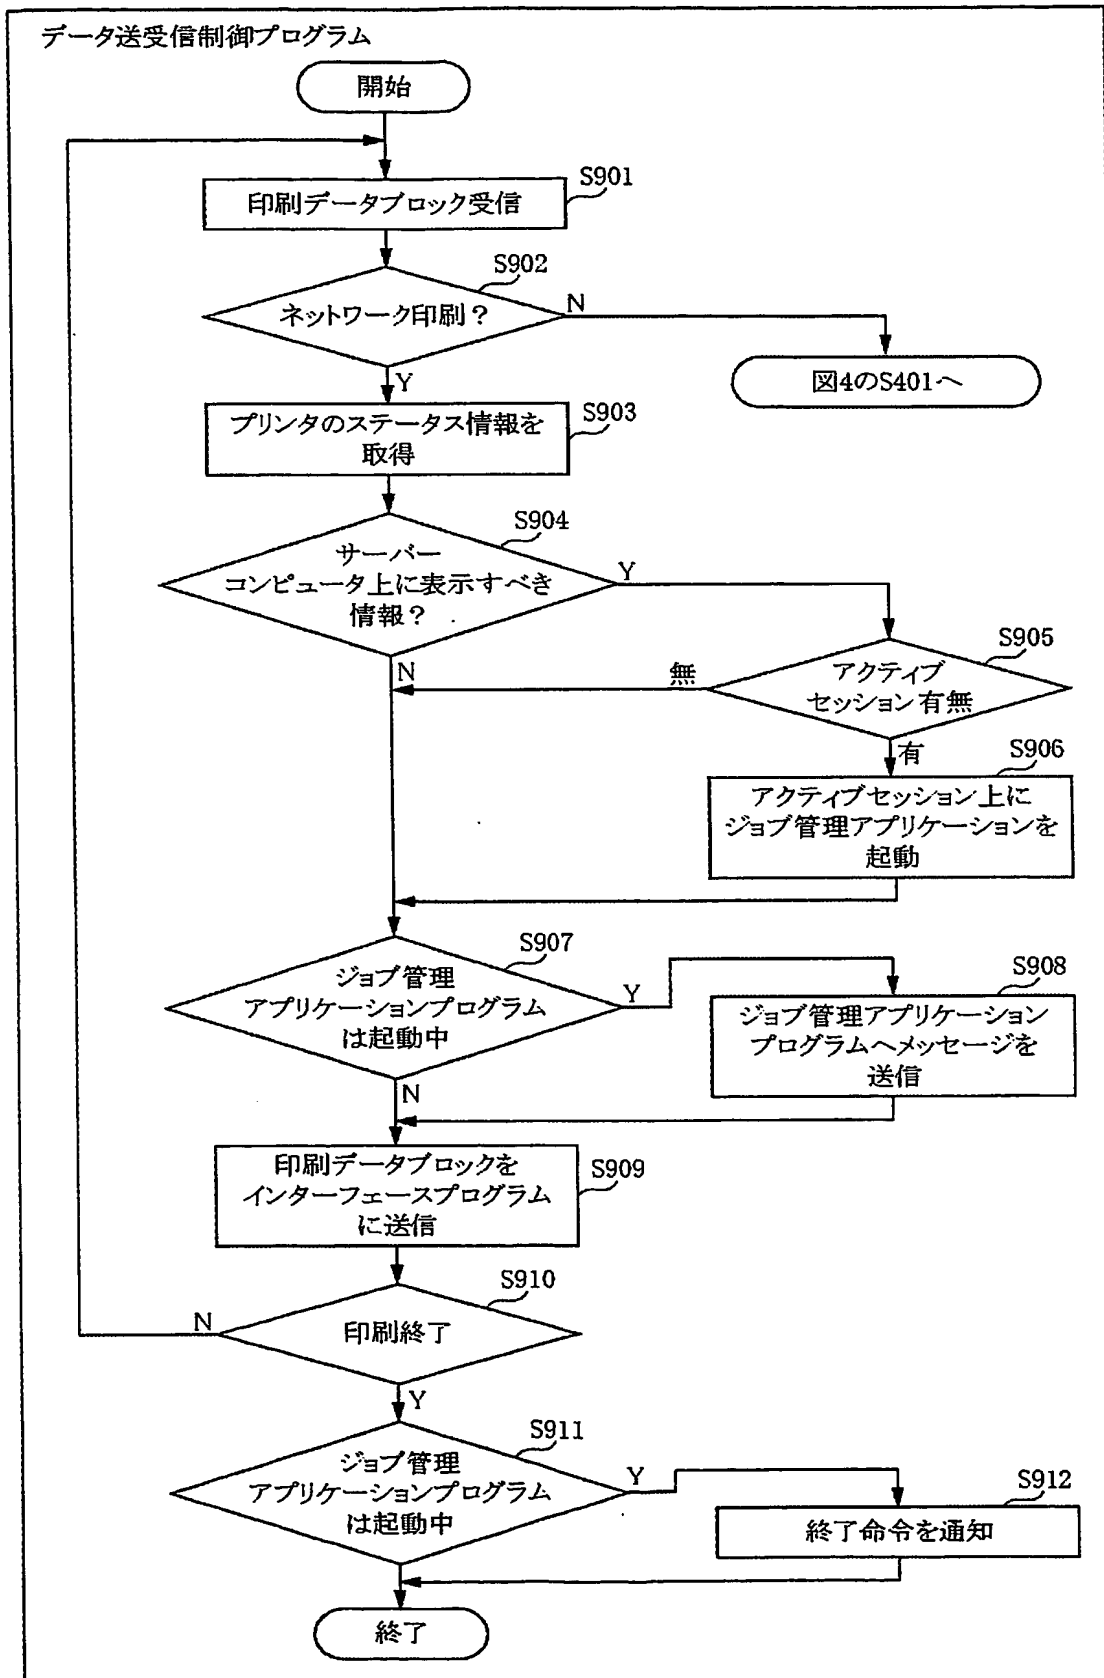 データ送受信制御プログラム
開始
S901
印刷データブロック受信
S902
ネットワーク印刷？
N
Y
図4のS401へ
S903
プリンタのステータス情報を
取得
S904
サーバー
コンピュータ上に表示すべき
情報？
Y
N
S905
アクティブ
セッション有無
無
有
S906
アクティブセッション上に
ジョブ管理アプリケーションを
起動
S907
ジョブ管理
アプリケーションプログラム
は起動中
Y
N
S908
ジョブ管理アプリケーション
プログラムへメッセージを
送信
S909
印刷データブロックを
インターフェースプログラム
に送信
S910
印刷終了
N
Y
S911
ジョブ管理
アプリケーションプログラム
は起動中
Y
S912
終了命令を通知
終了